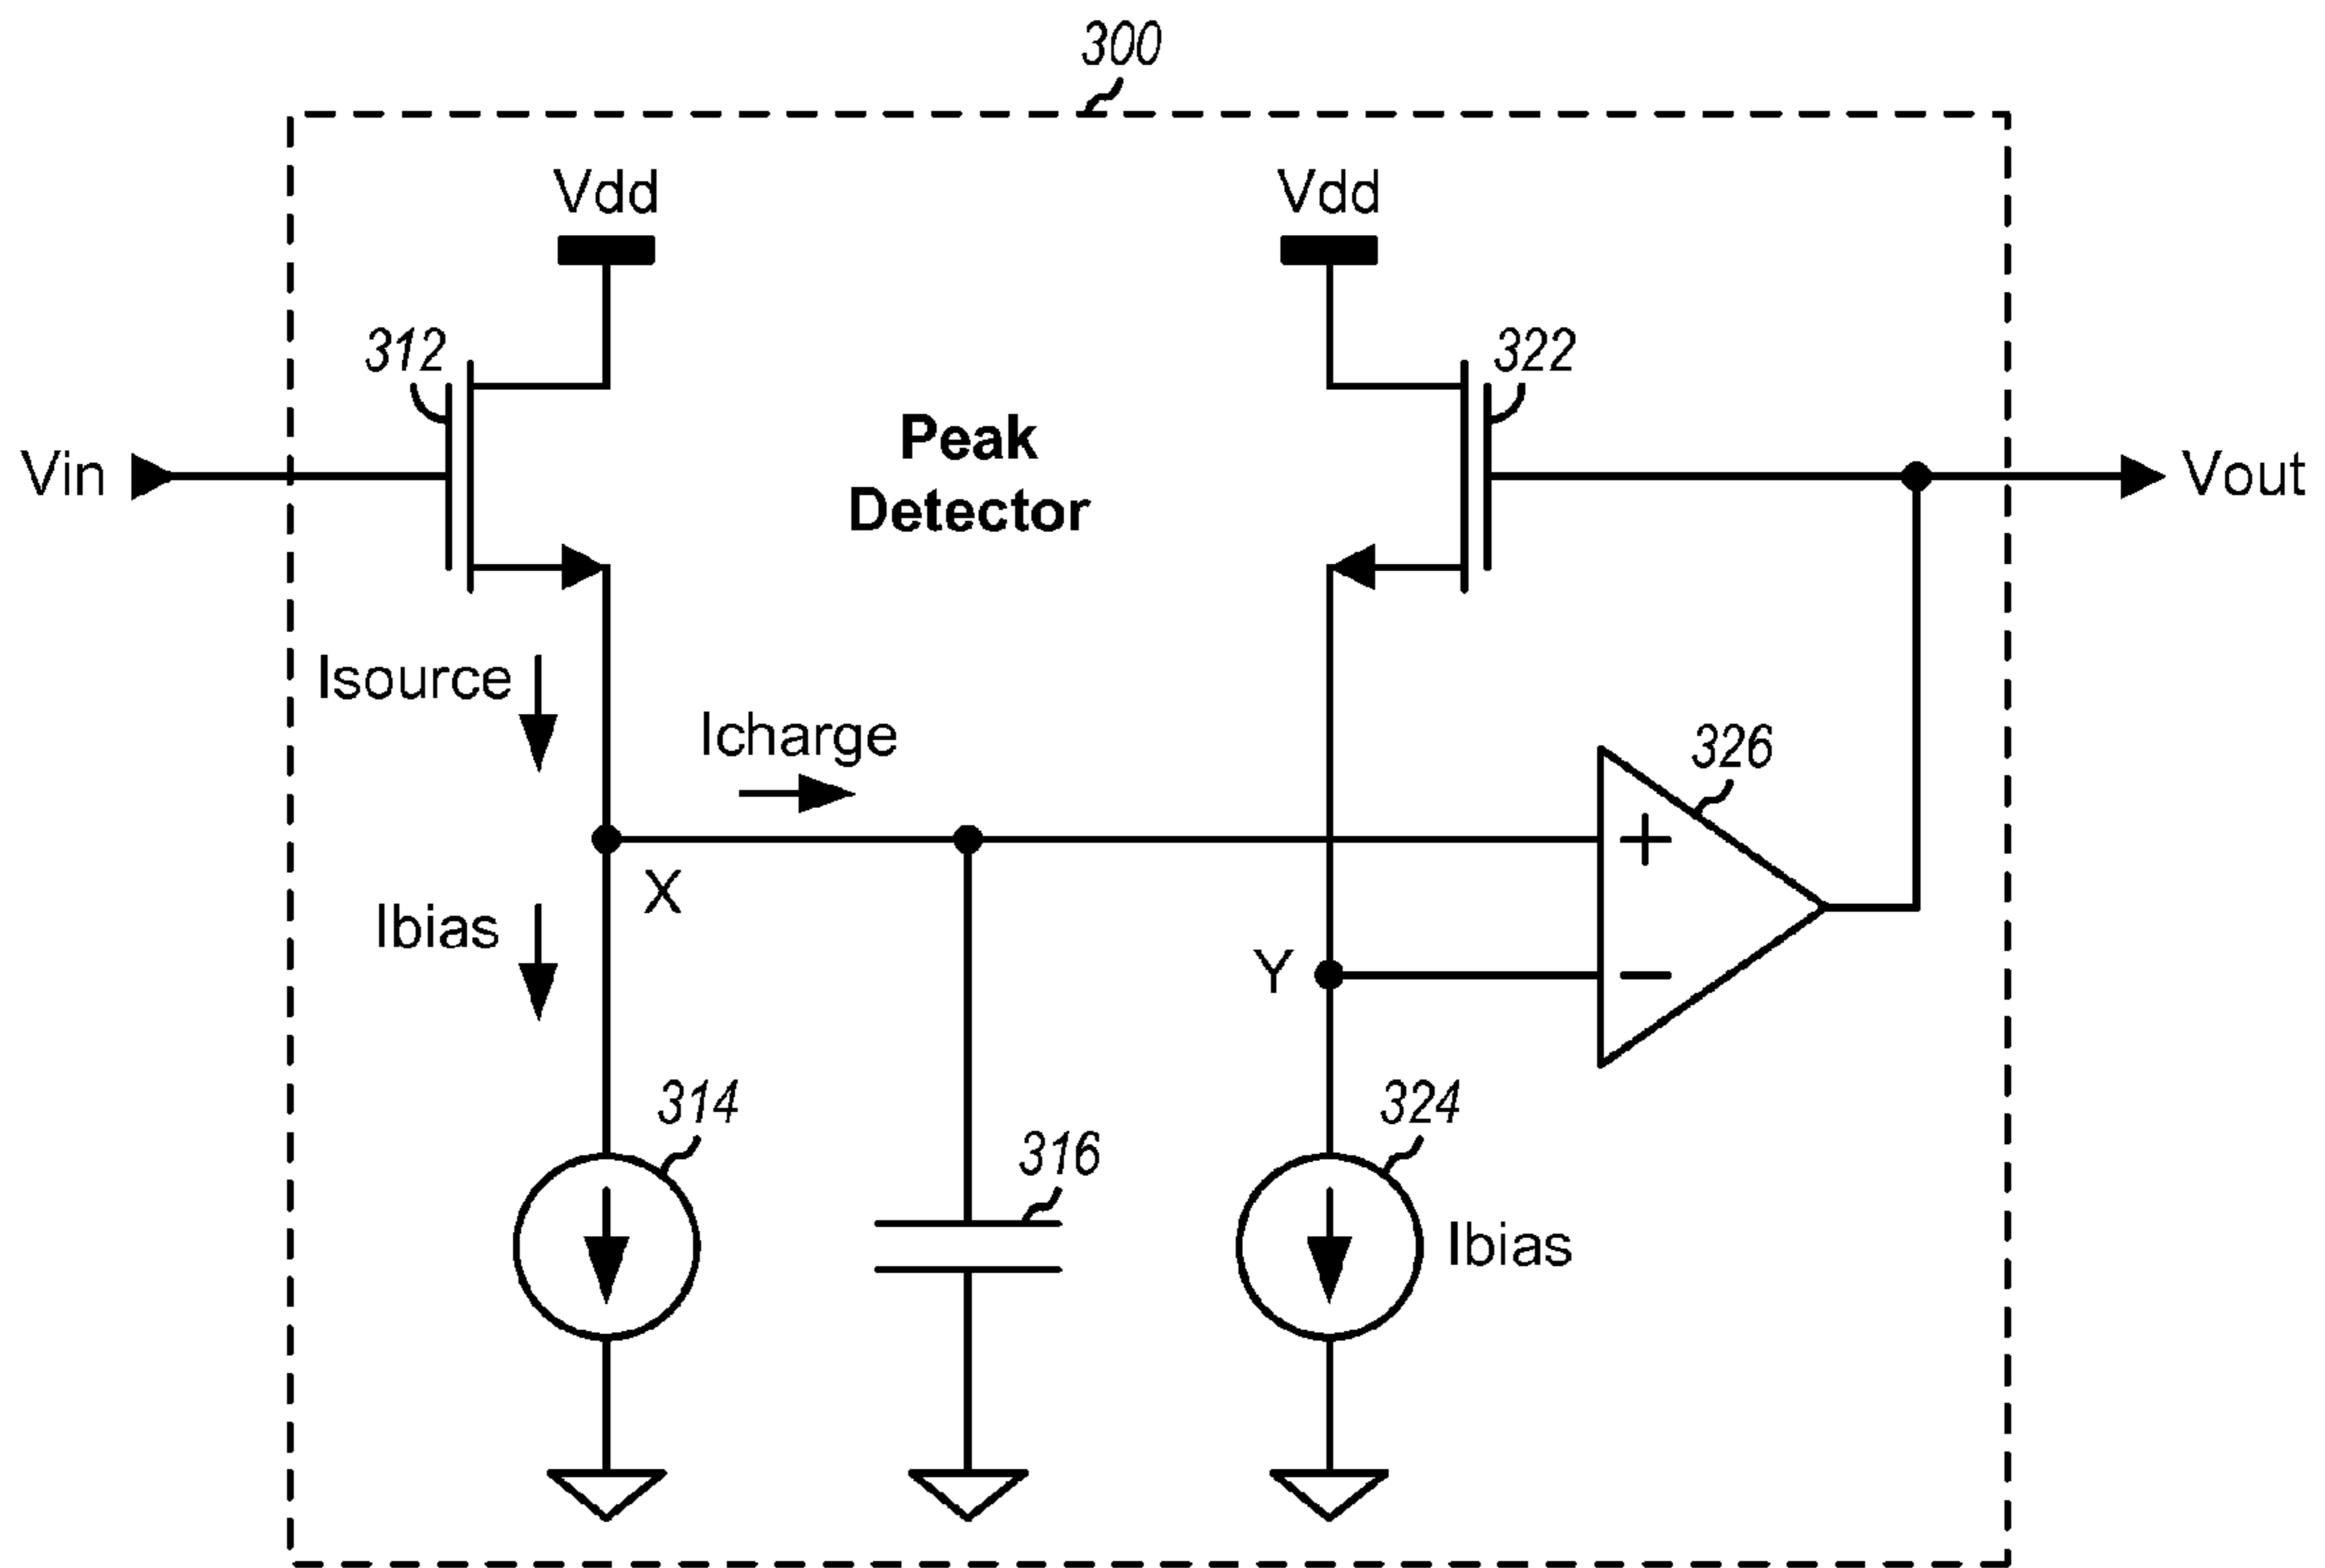 300
Vdd
Vdd
312
322
Peak
Detector
Vin
Vout
Isource
Icharge
326
+
X
Ibias
Y
−
314
324
316
Ibias